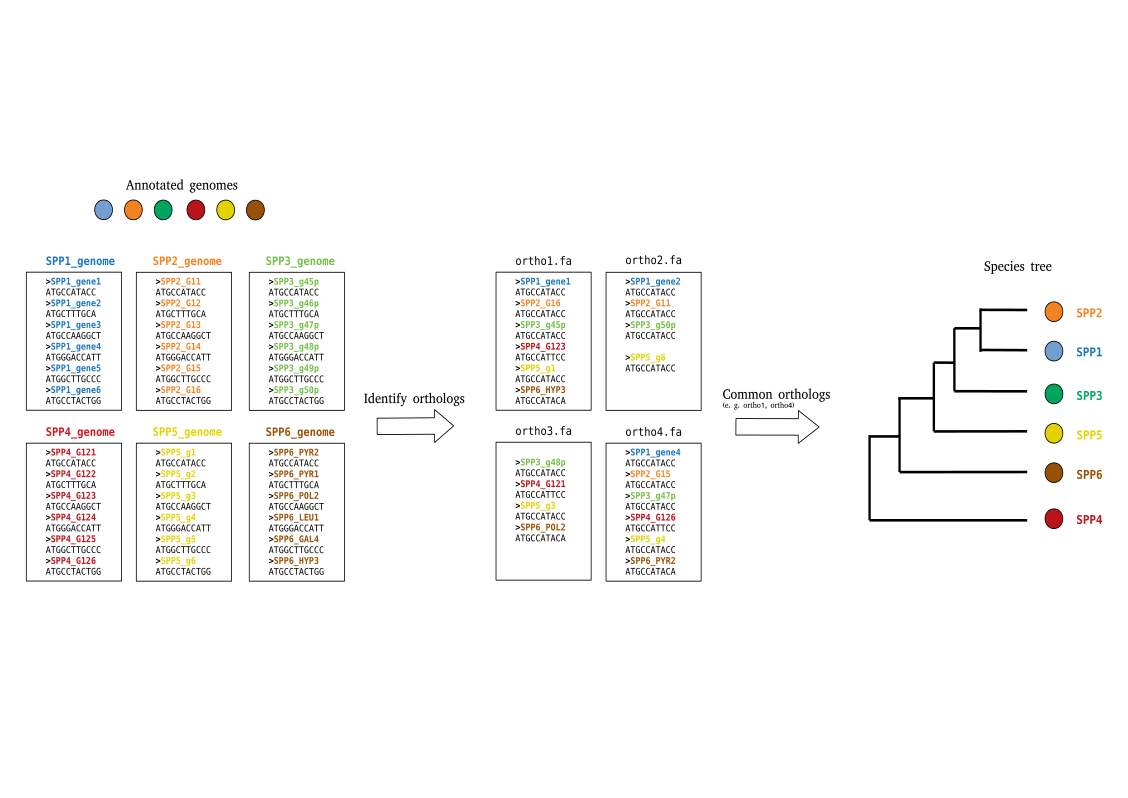 Annotated genomes
SPP1_genome
>SPP1_gene1
ATGCCATACC
>SPP1_gene2
ATGCTTTGCA
>SPP1_gene3
ATGCCAAGGCT
>SPP1_gene4
ATGGGACCATT
>SPP1_gene5
ATGGCTTGCCC
>SPP1_gene6
ATGCCTACTGG
SPP2_genome
>SPP2_G11
ATGCCATACC
>SPP2_G12
ATGCTTTGCA
>SPP2_G13
ATGCCAAGGCT
>SPP2_G14
ATGGGACCATT
>SPP2_G15
ATGGCTTGCCC
>SPP2_G16
ATGCCTACTGG
SPP3_genome
>SPP3_g45p
ATGCCATACC
>SPP3_g46p
ATGCTTTGCA
>SPP3_g47p
ATGCCAAGGCT
>SPP3_g48p
ATGGGACCATT
>SPP3_g49p
ATGGCTTGCCC
>SPP3_g50p
ATGCCTACTGG
SPP4_genome
>SPP4_G121
ATGCCATACC
>SPP4_G122
ATGCTTTGCA
>SPP4_G123
ATGCCAAGGCT
>SPP4_G124
ATGGGACCATT
>SPP4_G125
ATGGCTTGCCC
>SPP4_G126
ATGCCTACTGG
SPP5_genome
>SPP5_g1
ATGCCATACC
>SPP5_g2
ATGCTTTGCA
>SPP5_g3
ATGCCAAGGCT
>SPP5_g4
ATGGGACCATT
>SPP5_g5
ATGGCTTGCCC
>SPP5_g6
ATGCCTACTGG
SPP6_genome
>SPP6_PYR2
ATGCCATACC
>SPP6_PYR1
ATGCTTTGCA
>SPP6_POL2
ATGCCAAGGCT
>SPP6_LEU1
ATGGGACCATT
>SPP6_GAL4
ATGGCTTGCCC
>SPP6_HYP3
ATGCCTACTGG
Identify orthologs
ortho1.fa
>SPP1_gene1
ATGCCATACC
>SPP2_G16
ATGCCATACC
>SPP3_g45p
ATGCCATACC
>SPP4_G123
ATGCCATTCC
>SPP5_g1
ATGCCATACC
>SPP6_HYP3
ATGCCATACA
ortho2.fa
>SPP1_gene2
ATGCCATACC
>SPP2_G11
ATGCCATACC
>SPP3_g50p
ATGCCATACC
>SPP5_g6
ATGCCATACC
ortho3.fa
>SPP3_g48p
ATGCCATACC
>SPP4_G121
ATGCCATTCC
>SPP5_g3
ATGCCATACC
>SPP6_POL2
ATGCCATACA
ortho4.fa
>SPP1_gene4
ATGCCATACC
>SPP2_G15
ATGCCATACC
>SPP3_g47p
ATGCCATACC
>SPP4_G126
ATGCCATTCC
>SPP5_g4
ATGCCATACC
>SPP6_PYR2
ATGCCATACA
Common orthologs
(e. g. ortho1, ortho4)
Species tree
SPP2
SPP1
SPP3
SPP5
SPP6
SPP4